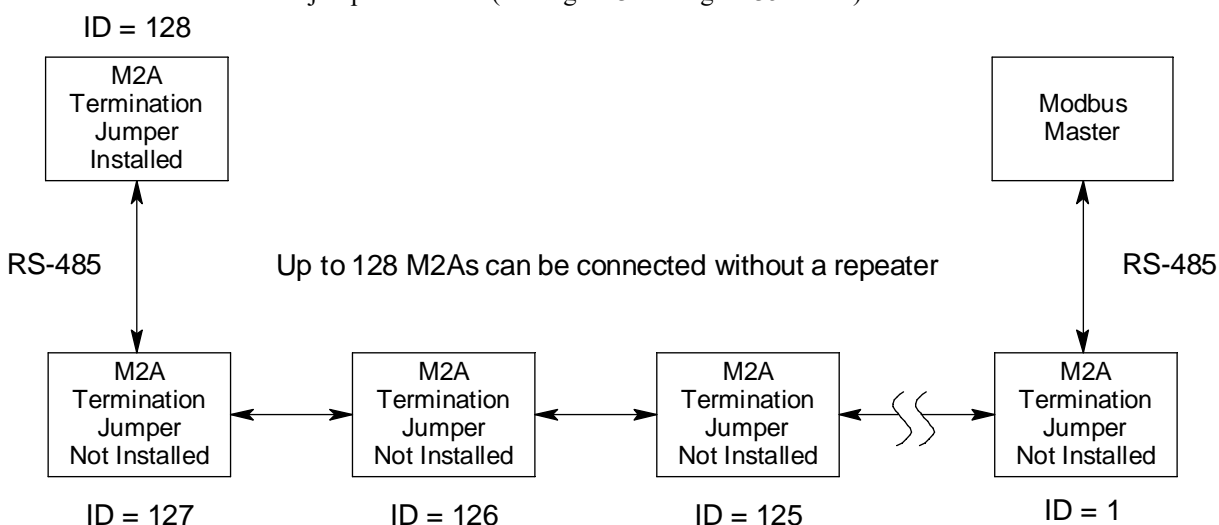 ID = 128
M2A
Termination
Jumper
Installed
Modbus
Master
RS-485
Up to 128 M2As can be connected without a repeater
RS-485
M2A
Termination
Jumper
Not Installed
M2A
Termination
Jumper
Not Installed
M2A
Termination
Jumper
Not Installed
M2A
Termination
Jumper
Not Installed
ID = 127
ID = 126
ID = 125
ID = 1